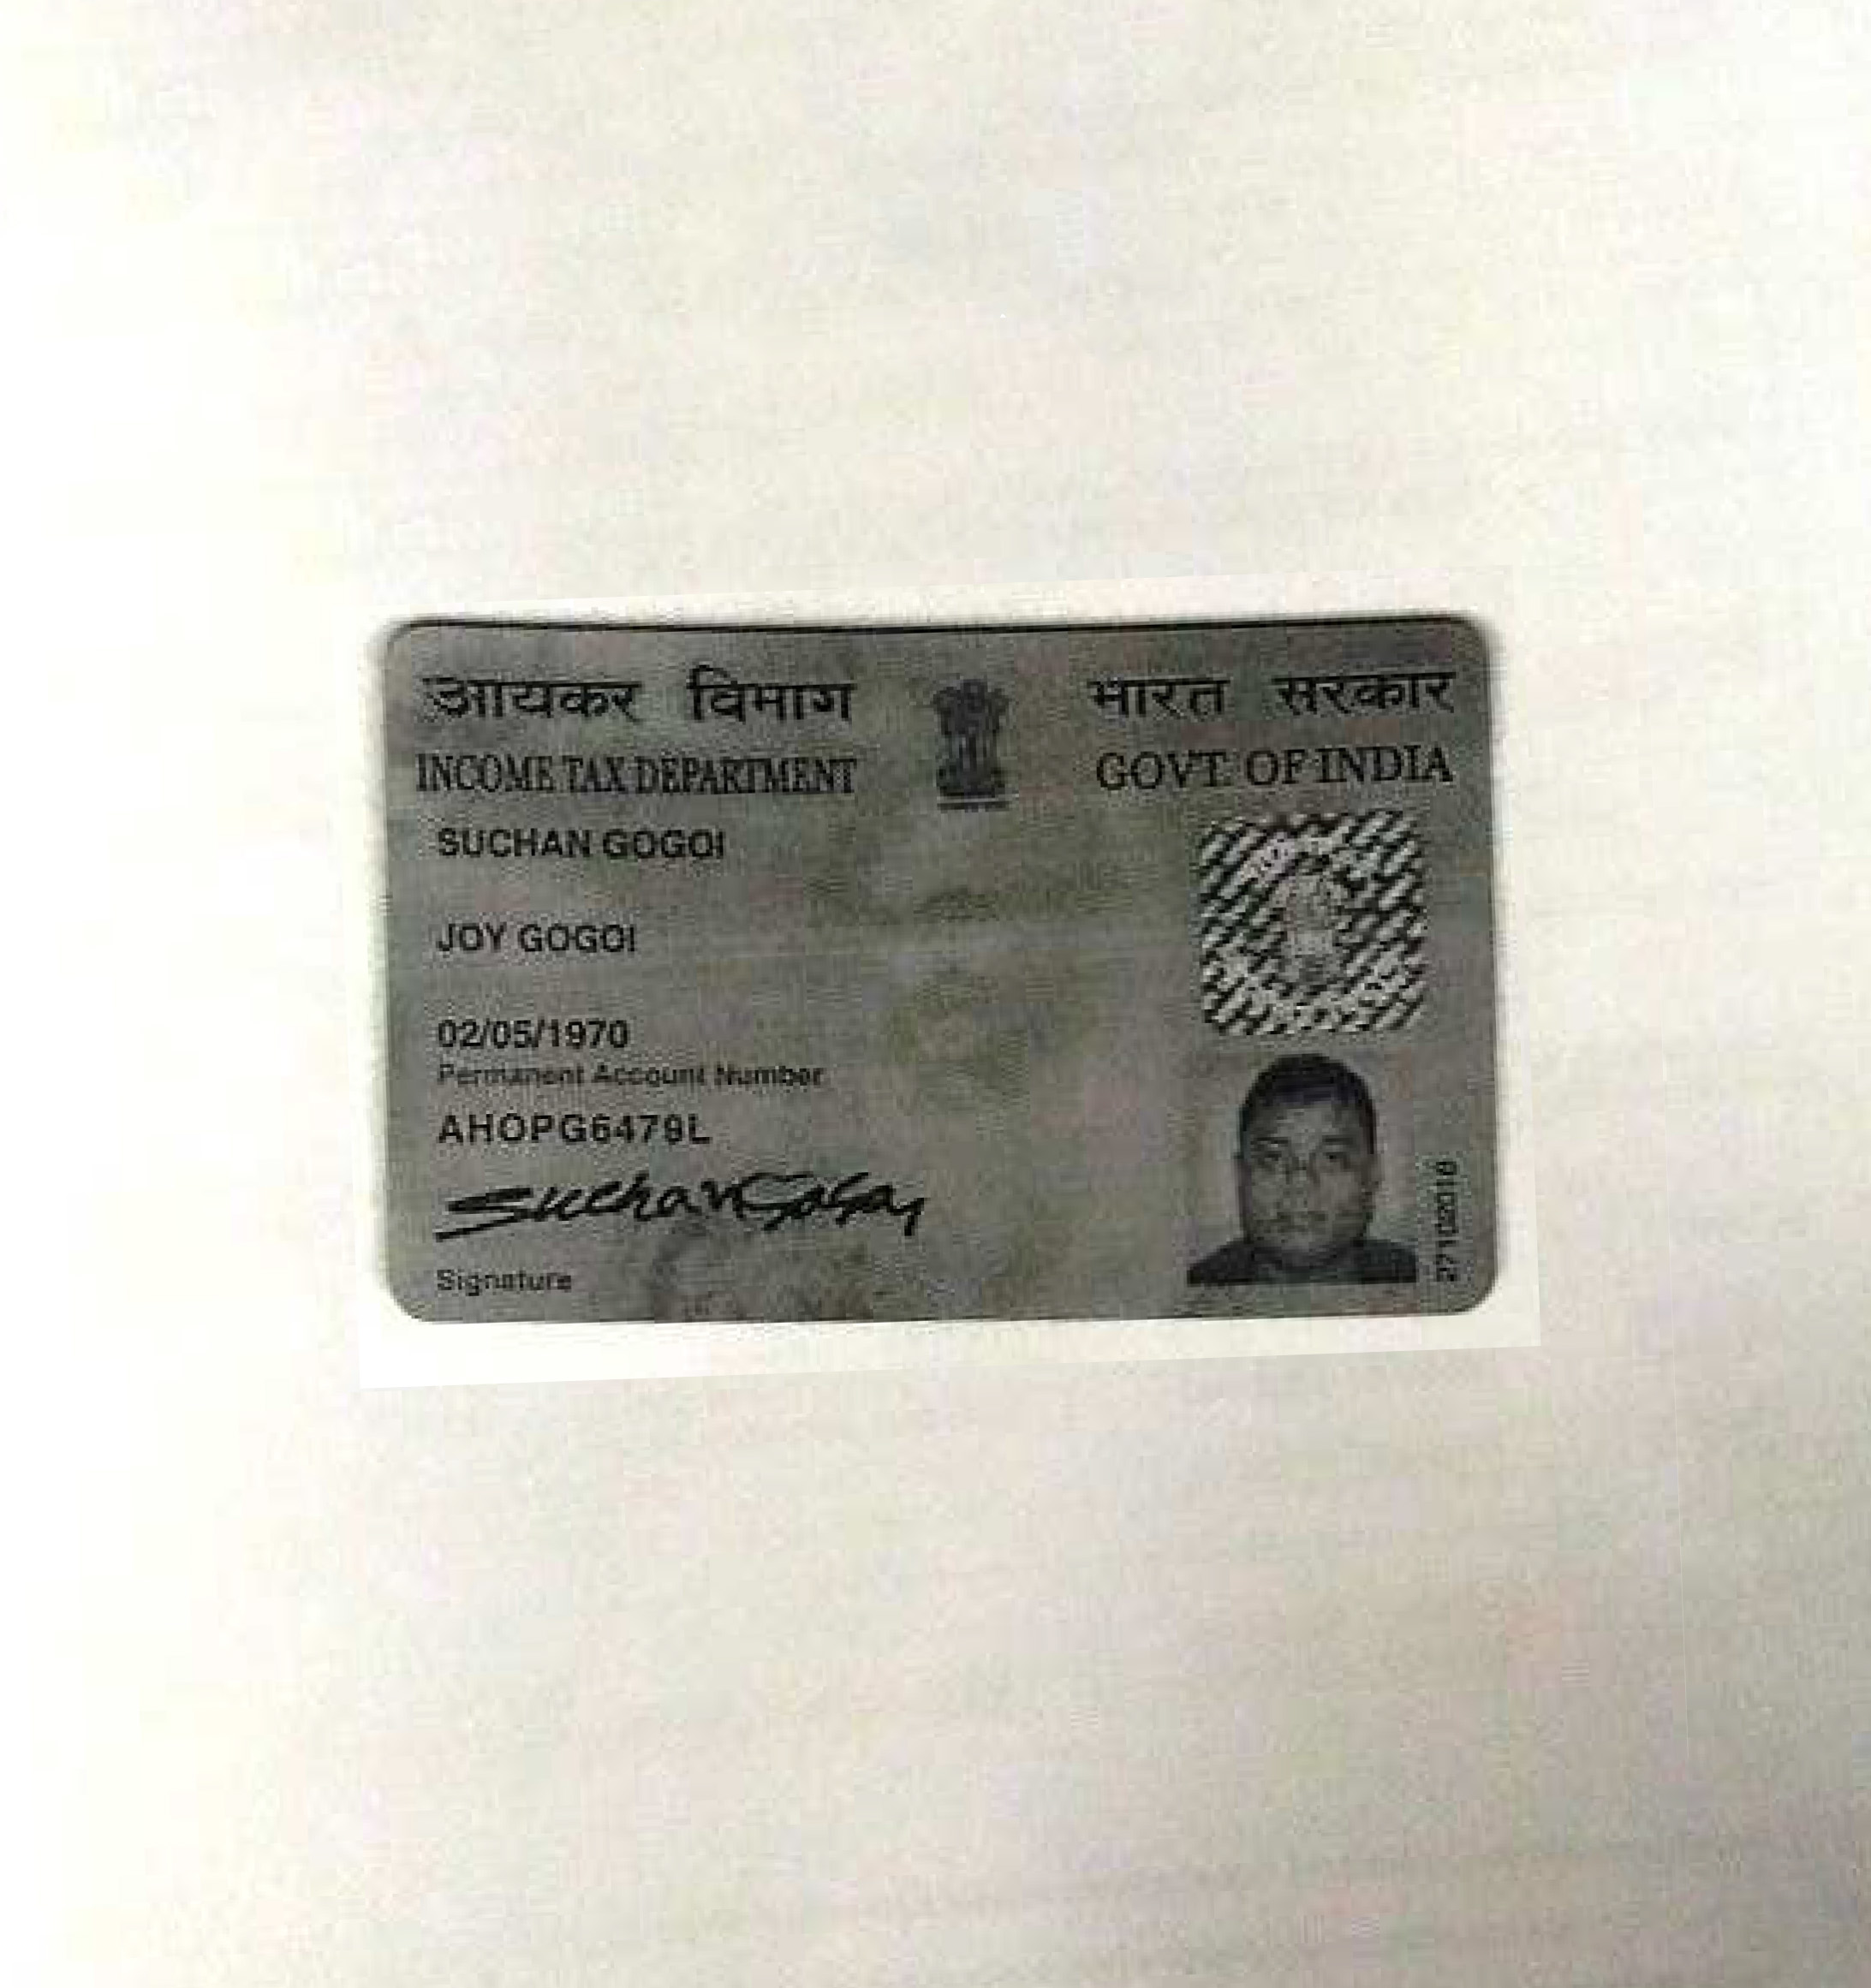 आयकर विभाग
भारत सरकार
INCOME TAX DEPARTMENT
GOVT. OF INDIA
SUCHAN GOGOI
JOY GOGOI
02/05/1970
Permanent Account Number
AHOPG6479L
Suchan Gogoi
Signature
27102010